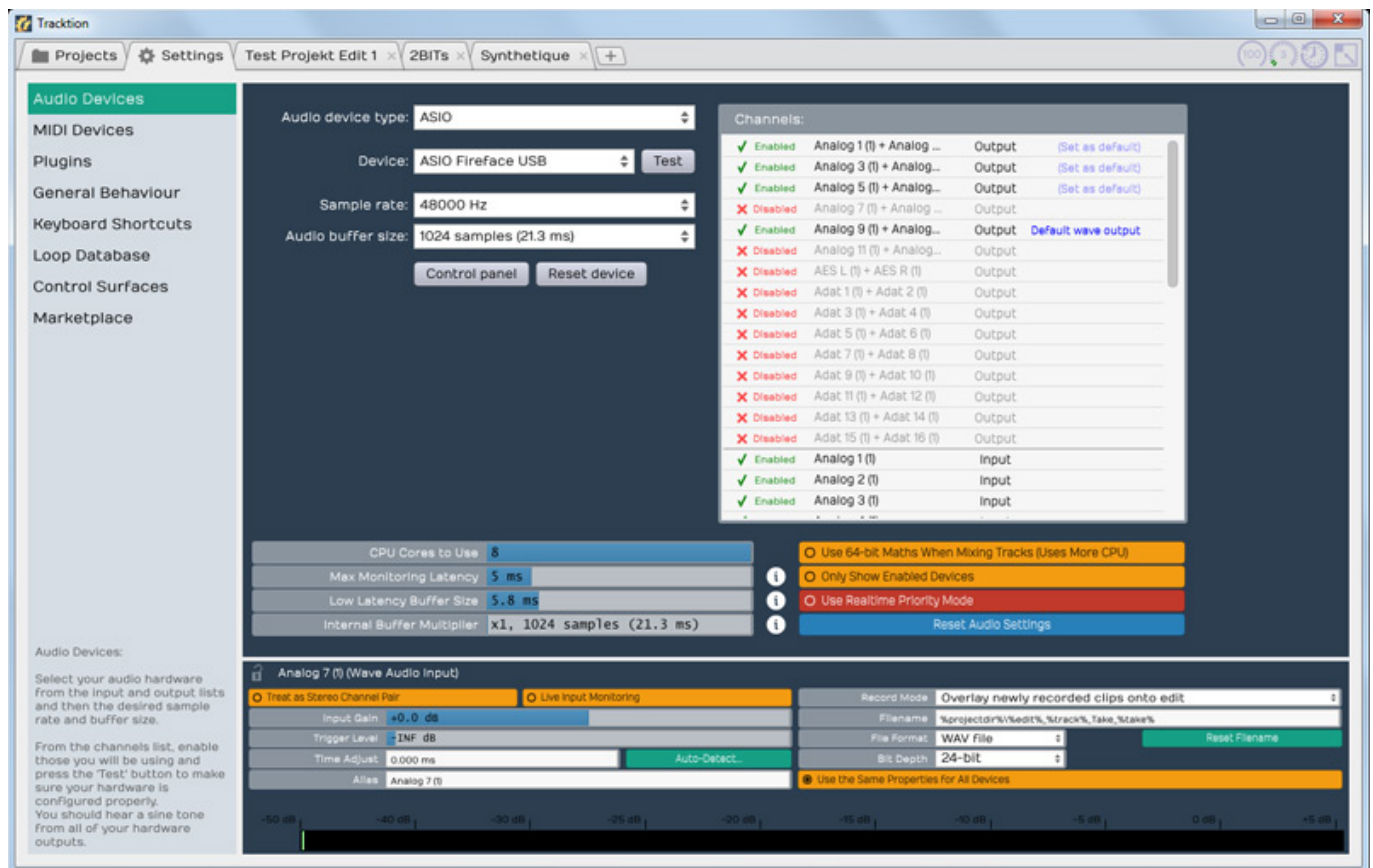 Tracktion
Projects
Settings
Test Projekt Edit 1
2BITs
Synthetique
Audio Devices
MIDI Devices
Plugins
General Behaviour
Keyboard Shortcuts
Loop Database
Control Surfaces
Marketplace
Audio Devices:
Select your audio hardware
from the input and output lists
and then the desired sample
rate and buffer size.
From the channels list, enable
those you will be using and
press the 'Test' button to make
sure your hardware is
configured properly.
You should hear a sine tone
from all of your hardware
outputs.
Audio device type: ASIO
Device: ASIO Fireface USB Test
Sample rate: 48000 Hz
Audio buffer size: 1024 samples (21.3 ms)
Control panel Reset device
Channels:
Enabled Analog 1 (1) + Analog ... Output (Set as default)
Enabled Analog 3 (1) + Analog... Output (Set as default)
Enabled Analog 5 (1) + Analog... Output (Set as default)
Disabled Analog 7 (1) + Analog ... Output
Enabled Analog 9 (1) + Analog... Output Default wave output
Disabled Analog 11 (1) + Analog... Output
Disabled AES L (1) + AES R (1) Output
Disabled Adat 1 (1) + Adat 2 (1) Output
Disabled Adat 3 (1) + Adat 4 (1) Output
Disabled Adat 5 (1) + Adat 6 (1) Output
Disabled Adat 7 (1) + Adat 8 (1) Output
Disabled Adat 9 (1) + Adat 10 (1) Output
Disabled Adat 11 (1) + Adat 12 (1) Output
Disabled Adat 13 (1) + Adat 14 (1) Output
Disabled Adat 15 (1) + Adat 16 (1) Output
Enabled Analog 1 (1) Input
Enabled Analog 2 (1) Input
Enabled Analog 3 (1) Input
CPU Cores to Use 8
Max Monitoring Latency 5 ms
Low Latency Buffer Size 5.8 ms
Internal Buffer Multiplier x1, 1024 samples (21.3 ms)
Use 64-bit Maths When Mixing Tracks (Uses More CPU)
Only Show Enabled Devices
Use Realtime Priority Mode
Reset Audio Settings
Analog 7 (1) (Wave Audio Input)
Treat as Stereo Channel Pair Live Input Monitoring
Input Gain +0.0 dB
Trigger Level -INF dB
Time Adjust 0.000 ms Auto-Detect...
Alias Analog 7 (1)
Record Mode Overlay newly recorded clips onto edit
Filename %projectdir%\%edit%_%track%_Take_%take%
File Format WAV file Reset Filename
Bit Depth 24-bit
Use the Same Properties for All Devices
-50 dB -40 dB -30 dB -25 dB -20 dB -15 dB -10 dB -5 dB 0 dB +5 dB